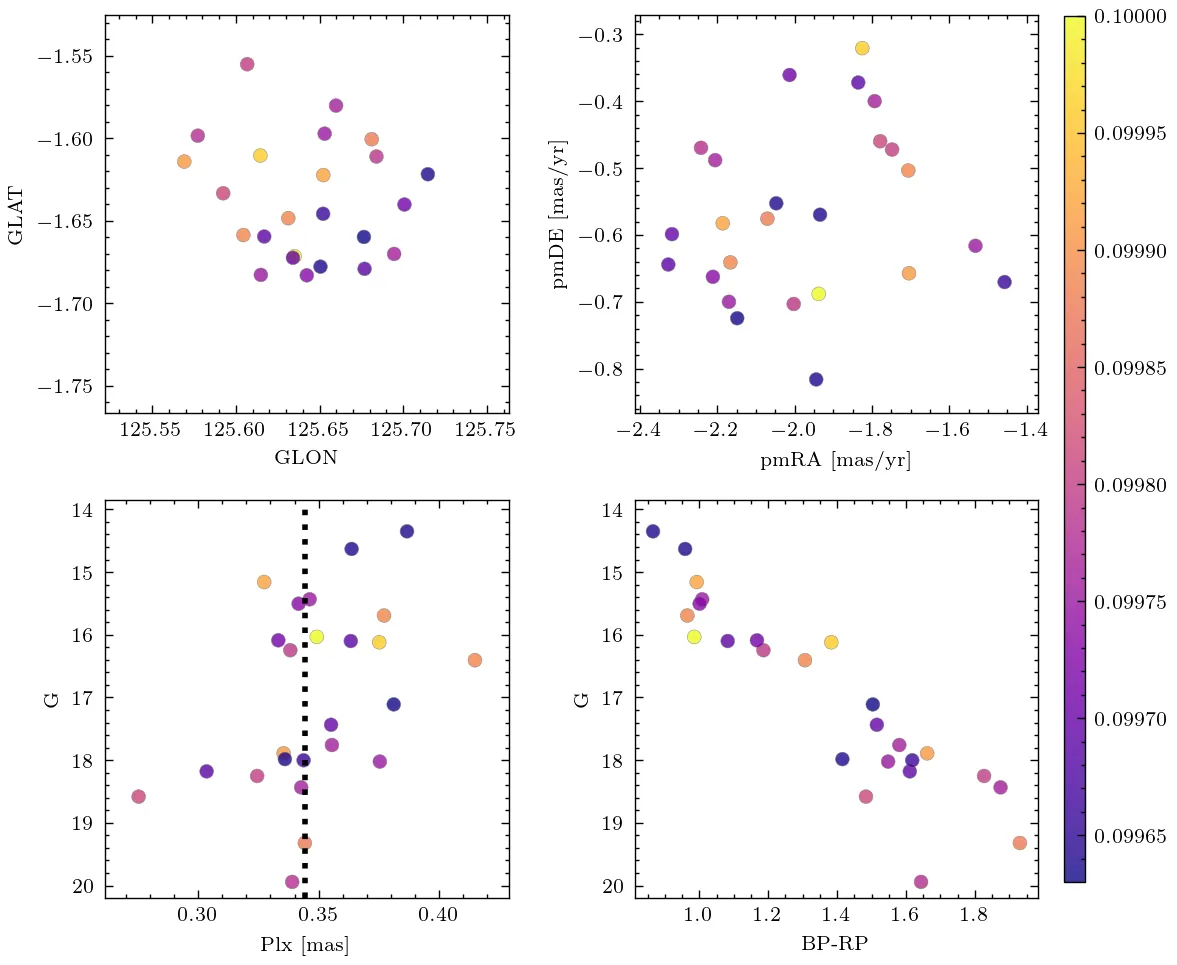 −1.55
−1.60
−1.65
−1.70
−1.75
GLAT
125.55 125.60 125.65 125.70 125.75
GLON
−0.3
−0.4
−0.5
−0.6
−0.7
−0.8
pmDE [mas/yr]
−2.4 −2.2 −2.0 −1.8 −1.6 −1.4
pmRA [mas/yr]
14
15
16
17
18
19
20
G
0.30 0.35 0.40
Plx [mas]
14
15
16
17
18
19
20
G
1.0 1.2 1.4 1.6 1.8
BP-RP
0.10000
0.09995
0.09990
0.09985
0.09980
0.09975
0.09970
0.09965